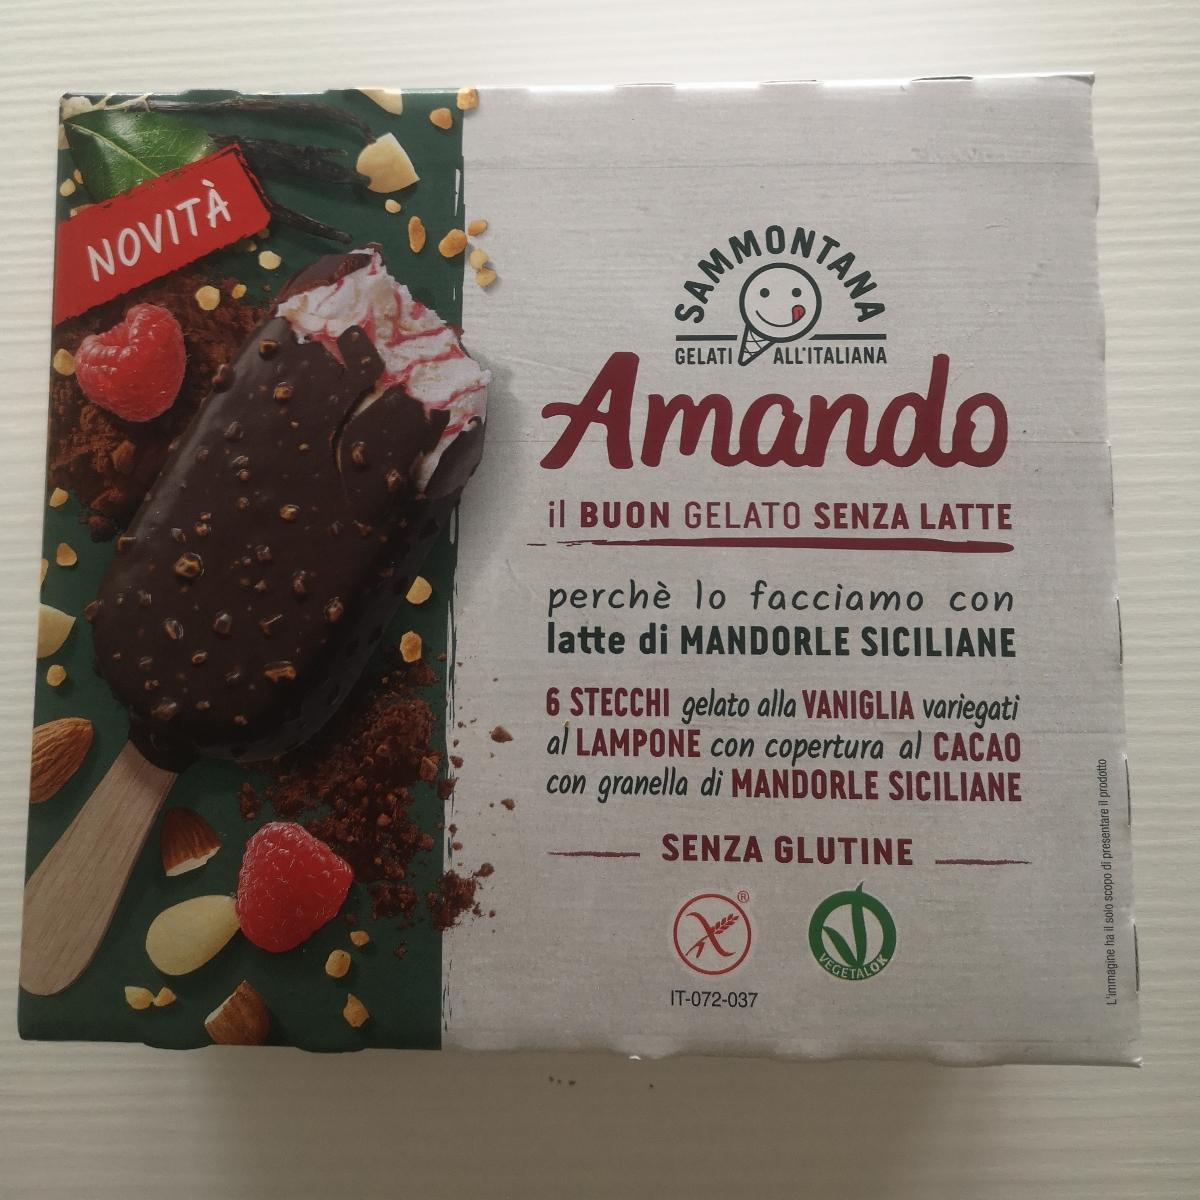 NOVITÀ
SAMMONTANA
GELATI ALL'ITALIANA
Amando
il BUON GELATO SENZA LATTE
perchè lo facciamo con
latte di MANDORLE SICILIANE
6 STECCHI gelato alla VANIGLIA variegati
al LAMPONE con copertura al CACAO
con granella di MANDORLE SICILIANE
SENZA GLUTINE
®
VEGETALOK
IT-072-037
L'immagine ha il solo scopo di presentare il prodotto